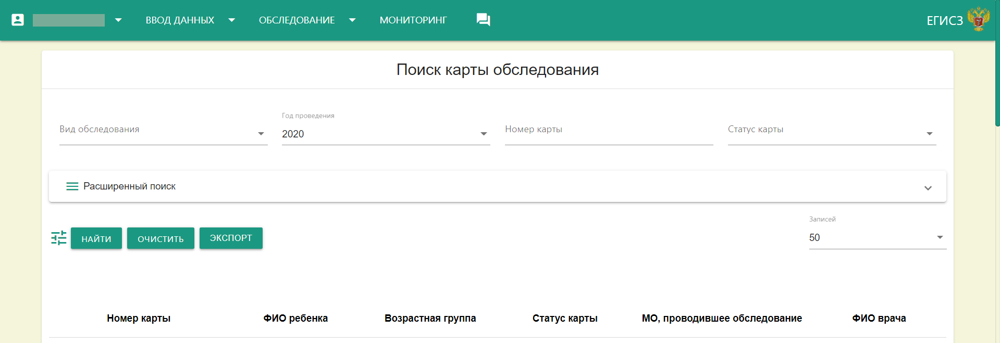 ВВОД ДАННЫХ ОБСЛЕДОВАНИЕ МОНИТОРИНГ ЕГИСЗ
Поиск карты обследования
Год проведения
Вид обследования 2020 Номер карты Статус карты
Расширенный поиск
Записей
НАЙТИ ОЧИСТИТЬ ЭКСПОРТ 50
Номер карты ФИО ребенка Возрастная группа Статус карты МО, проводившее обследование ФИО врача